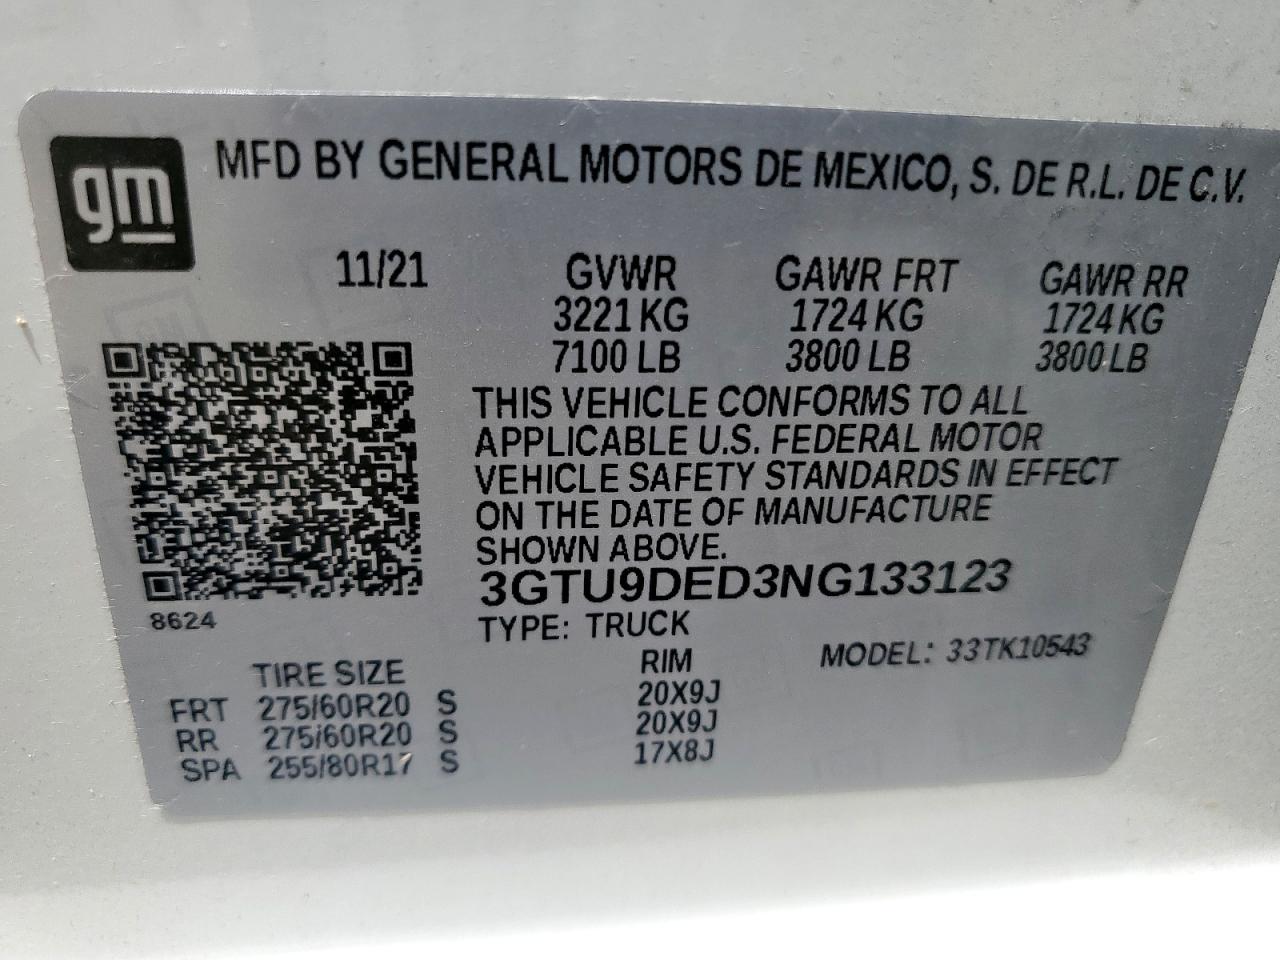 gm
MFD BY GENERAL MOTORS DE MEXICO, S. DE R.L. DE C.V.
11/21 GVWR GAWR FRT GAWR RR
3221 KG 1724 KG 1724 KG
7100 LB 3800 LB 3800 LB
THIS VEHICLE CONFORMS TO ALL
APPLICABLE U.S. FEDERAL MOTOR
VEHICLE SAFETY STANDARDS IN EFFECT
ON THE DATE OF MANUFACTURE
SHOWN ABOVE.
3GTU9DED3NG133123
8624
TYPE: TRUCK MODEL: 33TK10543
TIRE SIZE RIM
FRT 275/60R20 S 20X9J
RR 275/60R20 S 20X9J
SPA 255/80R17 S 17X8J